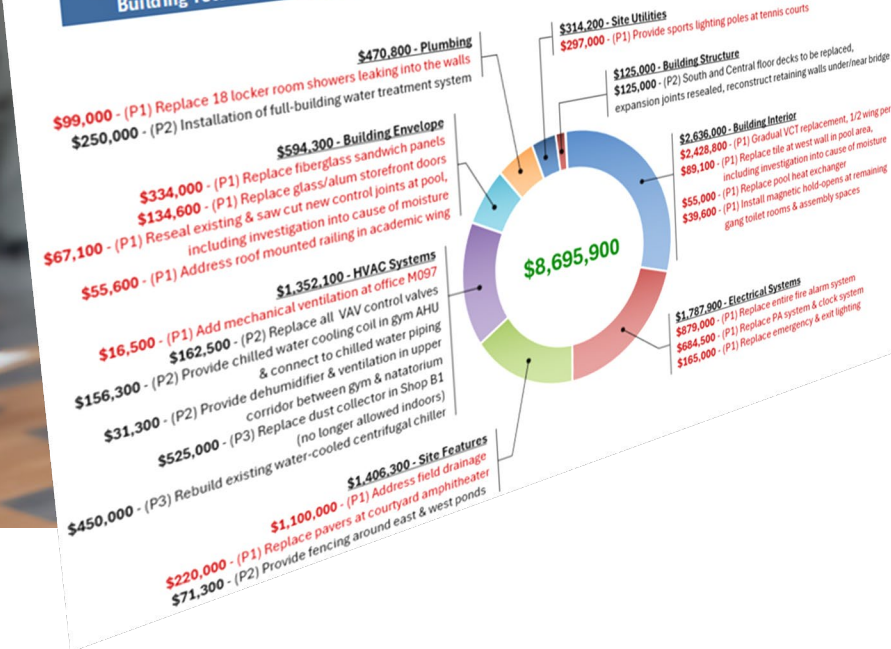 Building
$470,800 - Plumbing
$99,000 - (P1) Replace 18 locker room showers leaking into the walls
$250,000 - (P2) Installation of full-building water treatment system
$594,300 - Building Envelope
$334,000 - (P1) Replace fiberglass sandwich panels
$134,600 - (P1) Replace glass/alum storefront doors
$67,100 - (P1) Reseal existing & saw cut new control joints at pool,
including investigation into cause of moisture
$55,600 - (P1) Address roof mounted railing in academic wing
$1,352,100 - HVAC Systems
$16,500 - (P1) Add mechanical ventilation at office M097
$162,500 - (P2) Replace all VAV control valves
$156,300 - (P2) Provide chilled water cooling coil in gym AHU
& connect to chilled water piping
$31,300 - (P2) Provide dehumidifier & ventilation in upper
corridor between gym & natatorium
$525,000 - (P3) Replace dust collector in Shop B1
(no longer allowed indoors)
$450,000 - (P3) Rebuild existing water-cooled centrifugal chiller
$1,406,300 - Site Features
$1,100,000 - (P1) Address field drainage
$220,000 - (P1) Replace pavers at courtyard amphitheater
$71,300 - (P2) Provide fencing around east & west ponds
$8,695,900
$314,200 - Site Utilities
$297,000 - (P1) Provide sports lighting poles at tennis courts
$125,000 - Building Structure
$125,000 - (P2) South and Central floor decks to be replaced,
expansion joints resealed, reconstruct retaining walls under/near bridge
$2,636,000 - Building Interior
$2,428,800 - (P1) Gradual VCT replacement, 1/2 wing per
$89,100 - (P1) Replace tile at west wall in pool area,
including investigation into cause of moisture
$55,000 - (P1) Replace pool heat exchanger
$39,600 - (P1) Install magnetic hold-opens at remaining
gang toilet rooms & assembly spaces
$1,787,900 - Electrical Systems
$879,000 - (P1) Replace entire fire alarm system
$684,500 - (P1) Replace PA system & clock system
$165,000 - (P1) Replace emergency & exit lighting